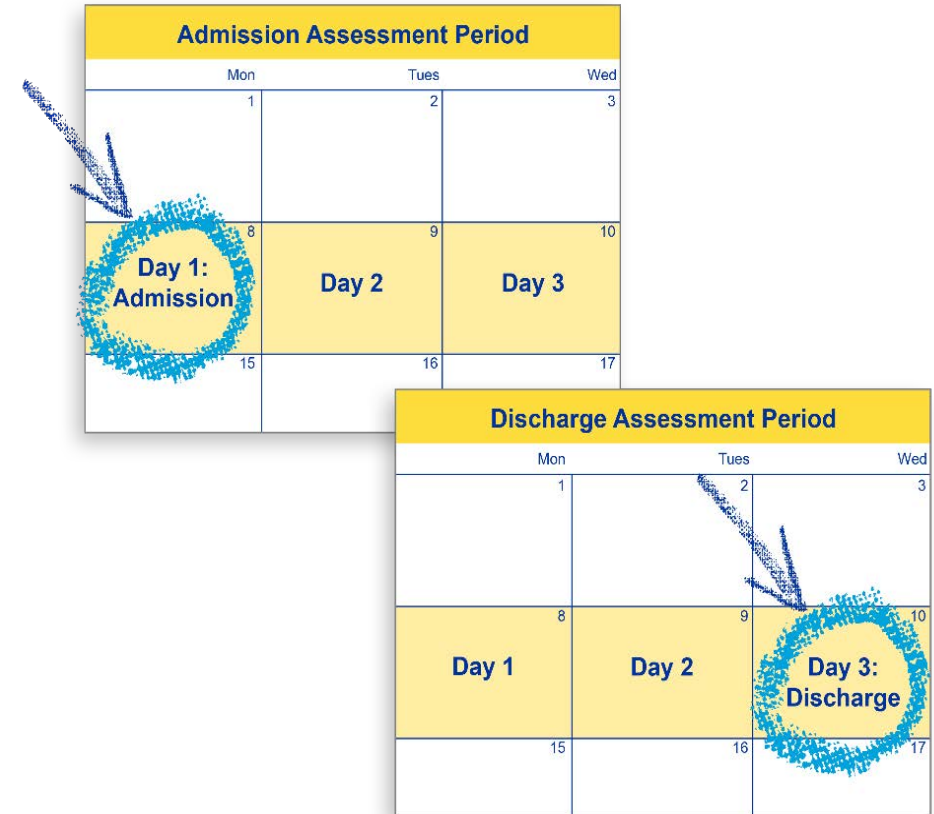 Admission Assessment Period
Mon Tues Wed
1 2 3
8 9 10
Day 1:
Admission
Day 2
Day 3
15 16 17
Discharge Assessment Period
Mon Tues Wed
1 2 3
8 9 10
Day 1
Day 2
Day 3:
Discharge
15 16 17